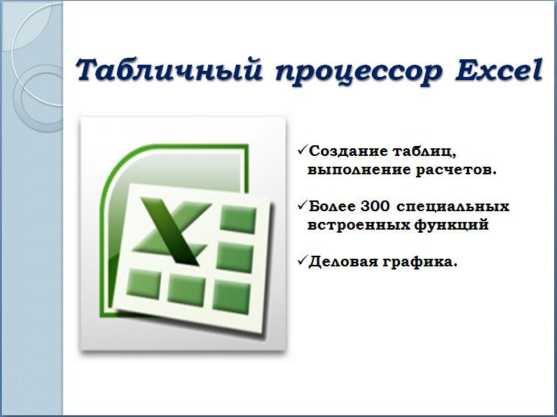 Табличный процессор Excel
✓Создание таблиц,
выполнение расчетов.
✓Более 300 специальных
встроенных функций
✓Деловая графика.